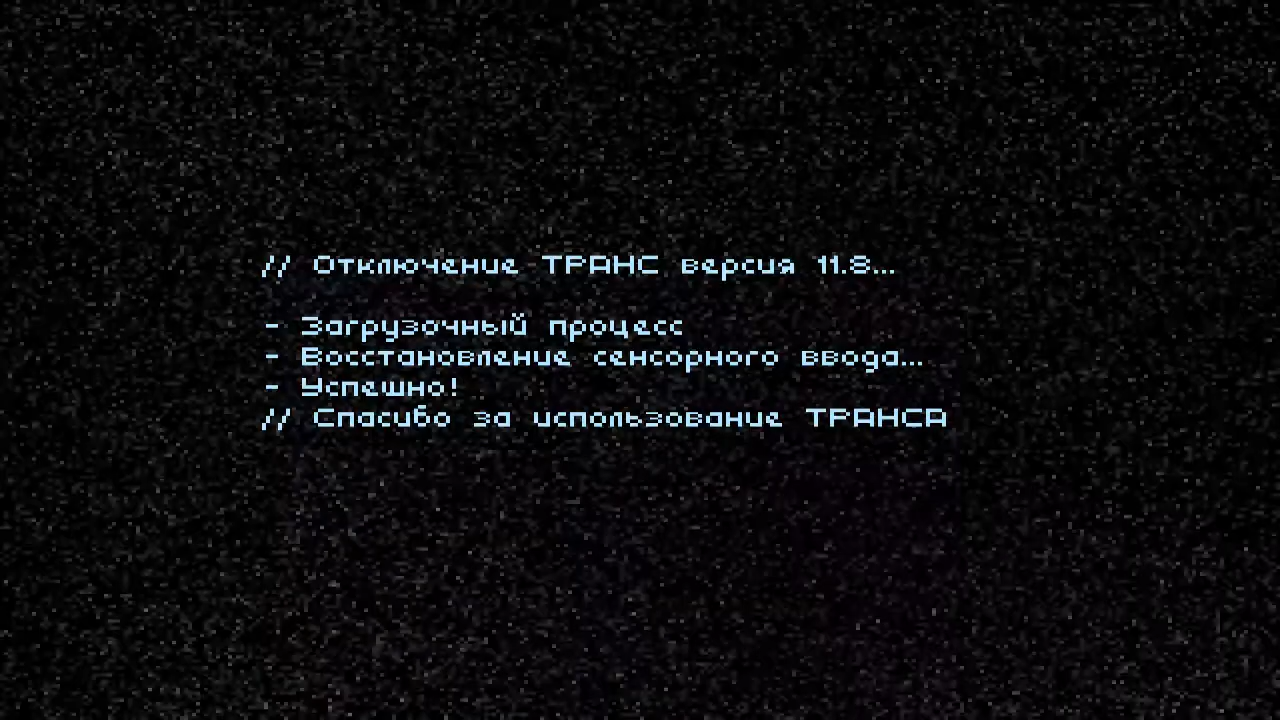 // Отключение ТРАНС версия 11.8...
- Загрузочный процесс
- Восстановление сенсорного ввода...
- Успешно!
// Спасибо за использование ТРАНСА